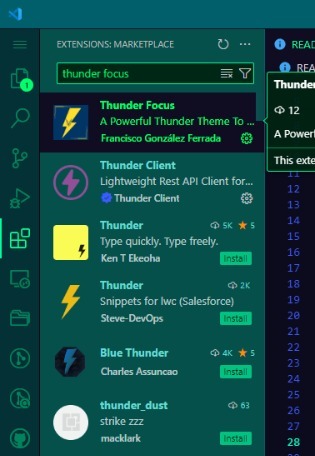 EXTENSIONS: MARKETPLACE
thunder focus
Thunder Focus
A Powerful Thunder Theme To ...
Francisco González Ferrada
Thunder Client
Lightweight Rest API Client for...
Thunder Client
Thunder 5K 5
Type quickly. Type freely.
Ken T Ekeoha Install
Thunder 2K
Snippets for lwc (Salesforce)
Steve-DevOps Install
Blue Thunder 4K 5
Charles Assuncao Install
thunder_dust 63
strike zzz
macklark Install
1
README
REA
Thunder
12
A Powerf
This exte
11
12
13
14
15
16
17
18
19
20
21
22
23
24
25
26
27
28